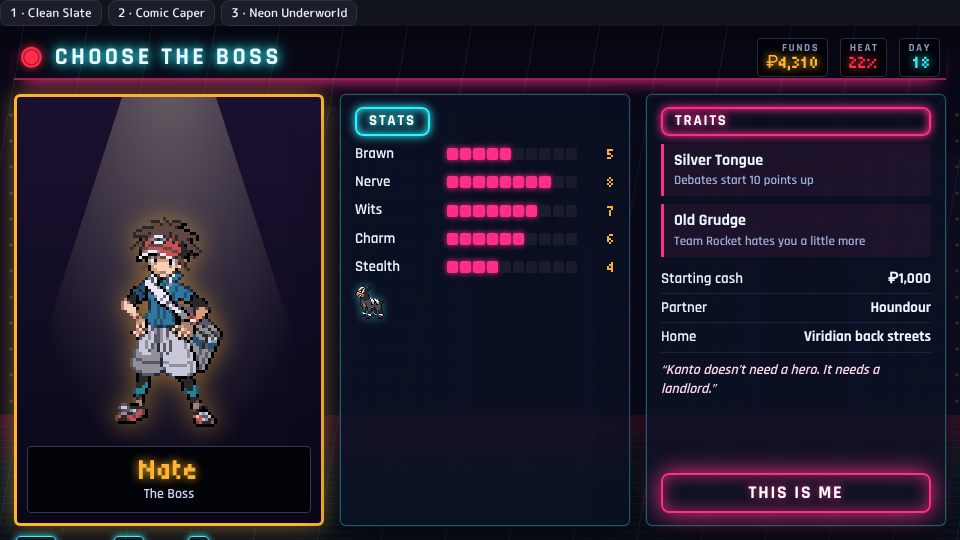 1 · Clean Slate
2 · Comic Caper
3 · Neon Underworld
CHOOSE THE BOSS
FUNDS
₽4,310
HEAT
22%
DAY
18
Nate
The Boss
STATS
Brawn 5
Nerve 8
Wits 7
Charm 6
Stealth 4
TRAITS
Silver Tongue
Debates start 10 points up
Old Grudge
Team Rocket hates you a little more
Starting cash ₽1,000
Partner Houndour
Home Viridian back streets
“Kanto doesn't need a hero. It needs a
landlord.”
THIS IS ME